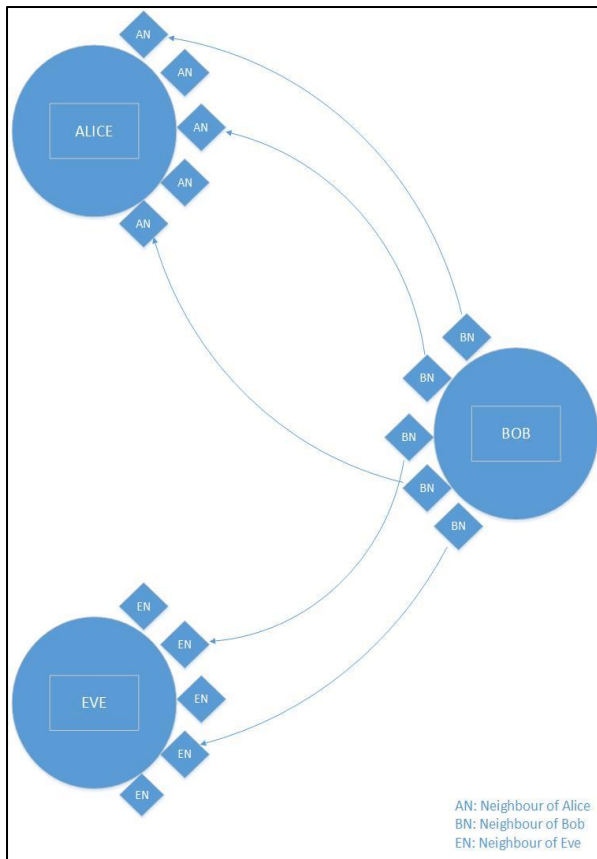 AN
AN
ALICE
AN
AN
AN
BN
BN
BOB
BN
BN
BN
EN
EN
EVE
EN
EN
EN
AN: Neighbour of Alice
BN: Neighbour of Bob
EN: Neighbour of Eve